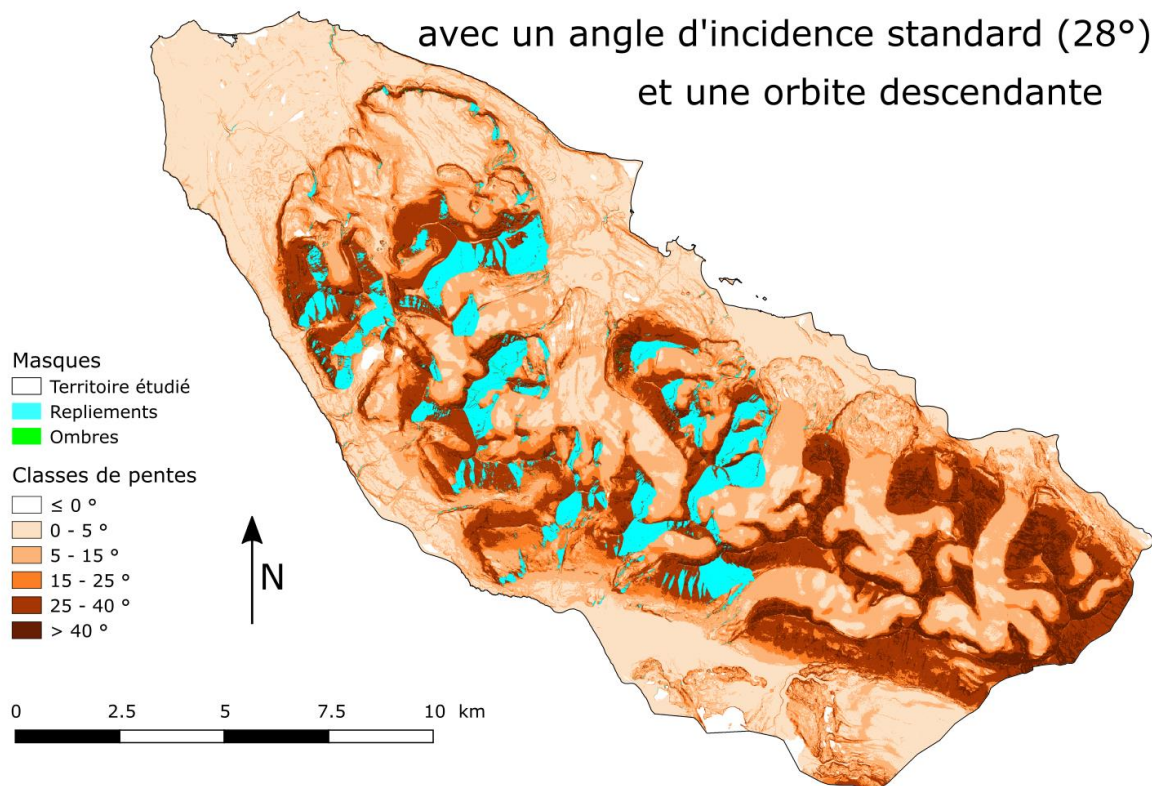 avec un angle d'incidence standard (28°)
et une orbite descendante
Masques
Territoire étudié
Repliements
Ombres
Classes de pentes
≤ 0 °
0 - 5 °
5 - 15 °
15 - 25 °
25 - 40 °
> 40 °
N
0 2.5 5 7.5 10 km